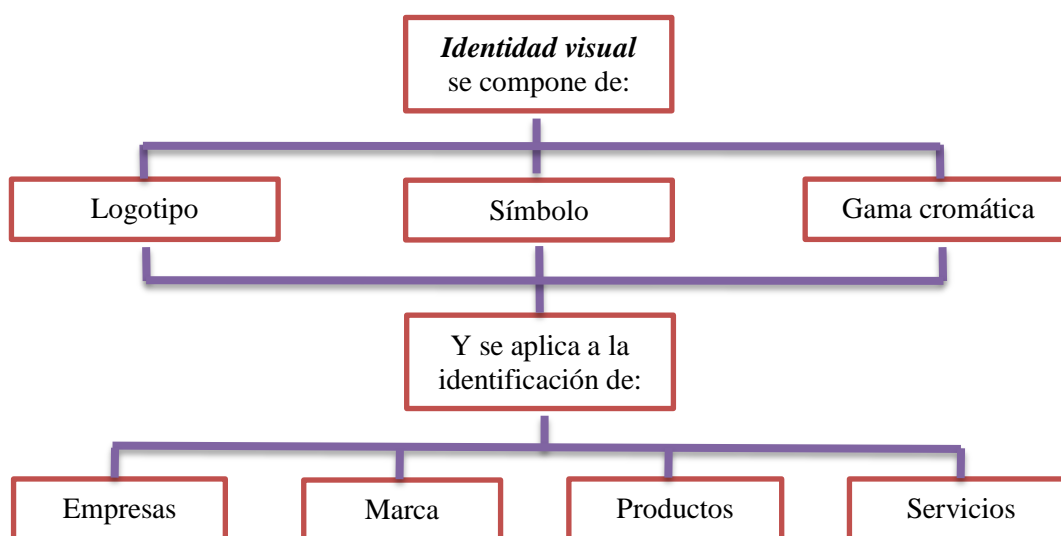 Identidad visual
se compone de:
Logotipo
Símbolo
Gama cromática
Y se aplica a la
identificación de:
Empresas
Marca
Productos
Servicios